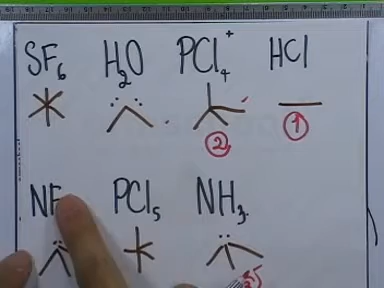 SF₆ H₂O PCl₄⁺ HCl
② ①
NF PCl₅ NH₃